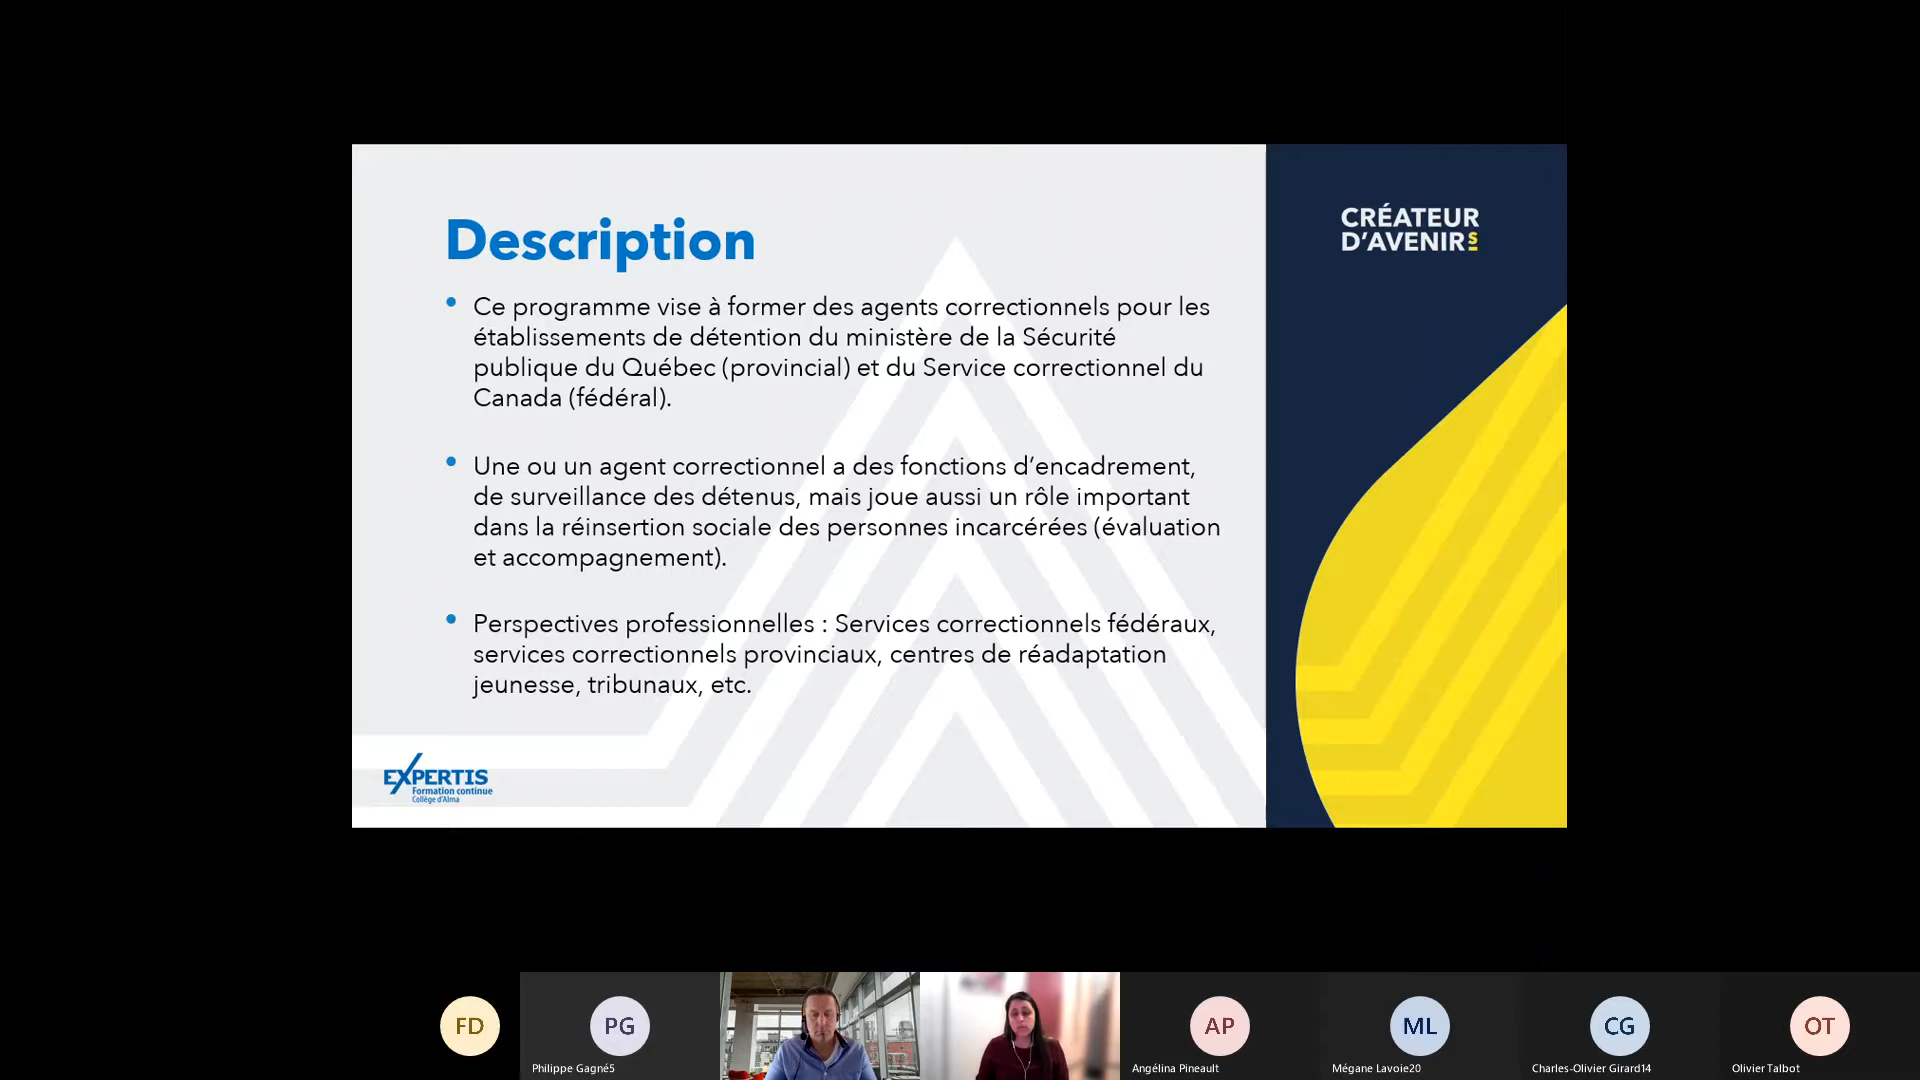 Description
• Ce programme vise à former des agents correctionnels pour les
établissements de détention du ministère de la Sécurité
publique du Québec (provincial) et du Service correctionnel du
Canada (fédéral).
• Une ou un agent correctionnel a des fonctions d’encadrement,
de surveillance des détenus, mais joue aussi un rôle important
dans la réinsertion sociale des personnes incarcérées (évaluation
et accompagnement).
• Perspectives professionnelles : Services correctionnels fédéraux,
services correctionnels provinciaux, centres de réadaptation
jeunesse, tribunaux, etc.
EXPERTIS
Formation continue
Collège d'Alma
CRÉATEUR
D’AVENIRS
FD
PG
AP
ML
CG
OT
Philippe Gagné5
Angélina Pineault
Mégane Lavoie20
Charles-Olivier Girard14
Olivier Talbot